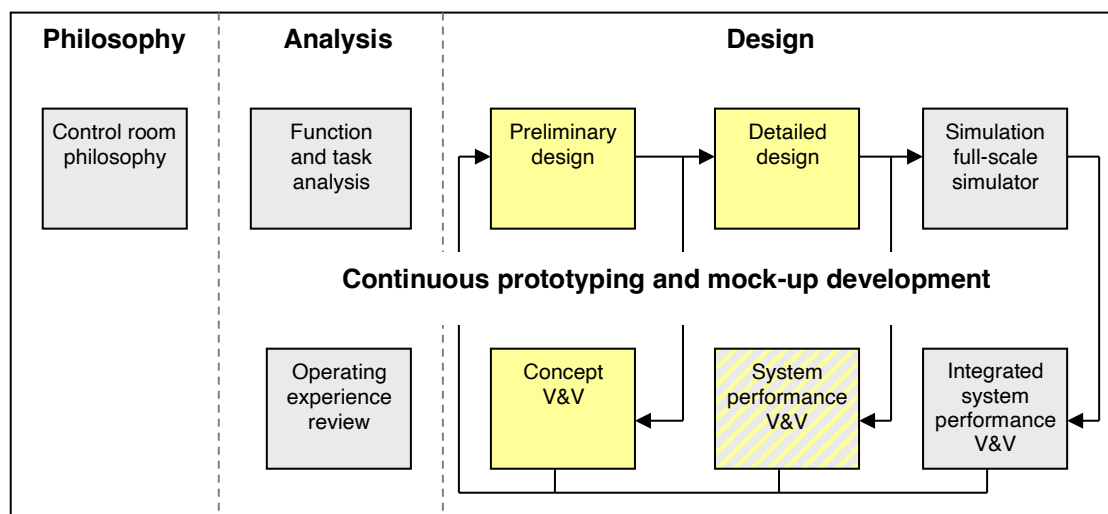 Philosophy
Analysis
Design
Control room
philosophy
Function
and task
analysis
Preliminary
design
Detailed
design
Simulation
full-scale
simulator
Continuous prototyping and mock-up development
Operating
experience
review
Concept
V&V
System
performance
V&V
Integrated
system
performance
V&V